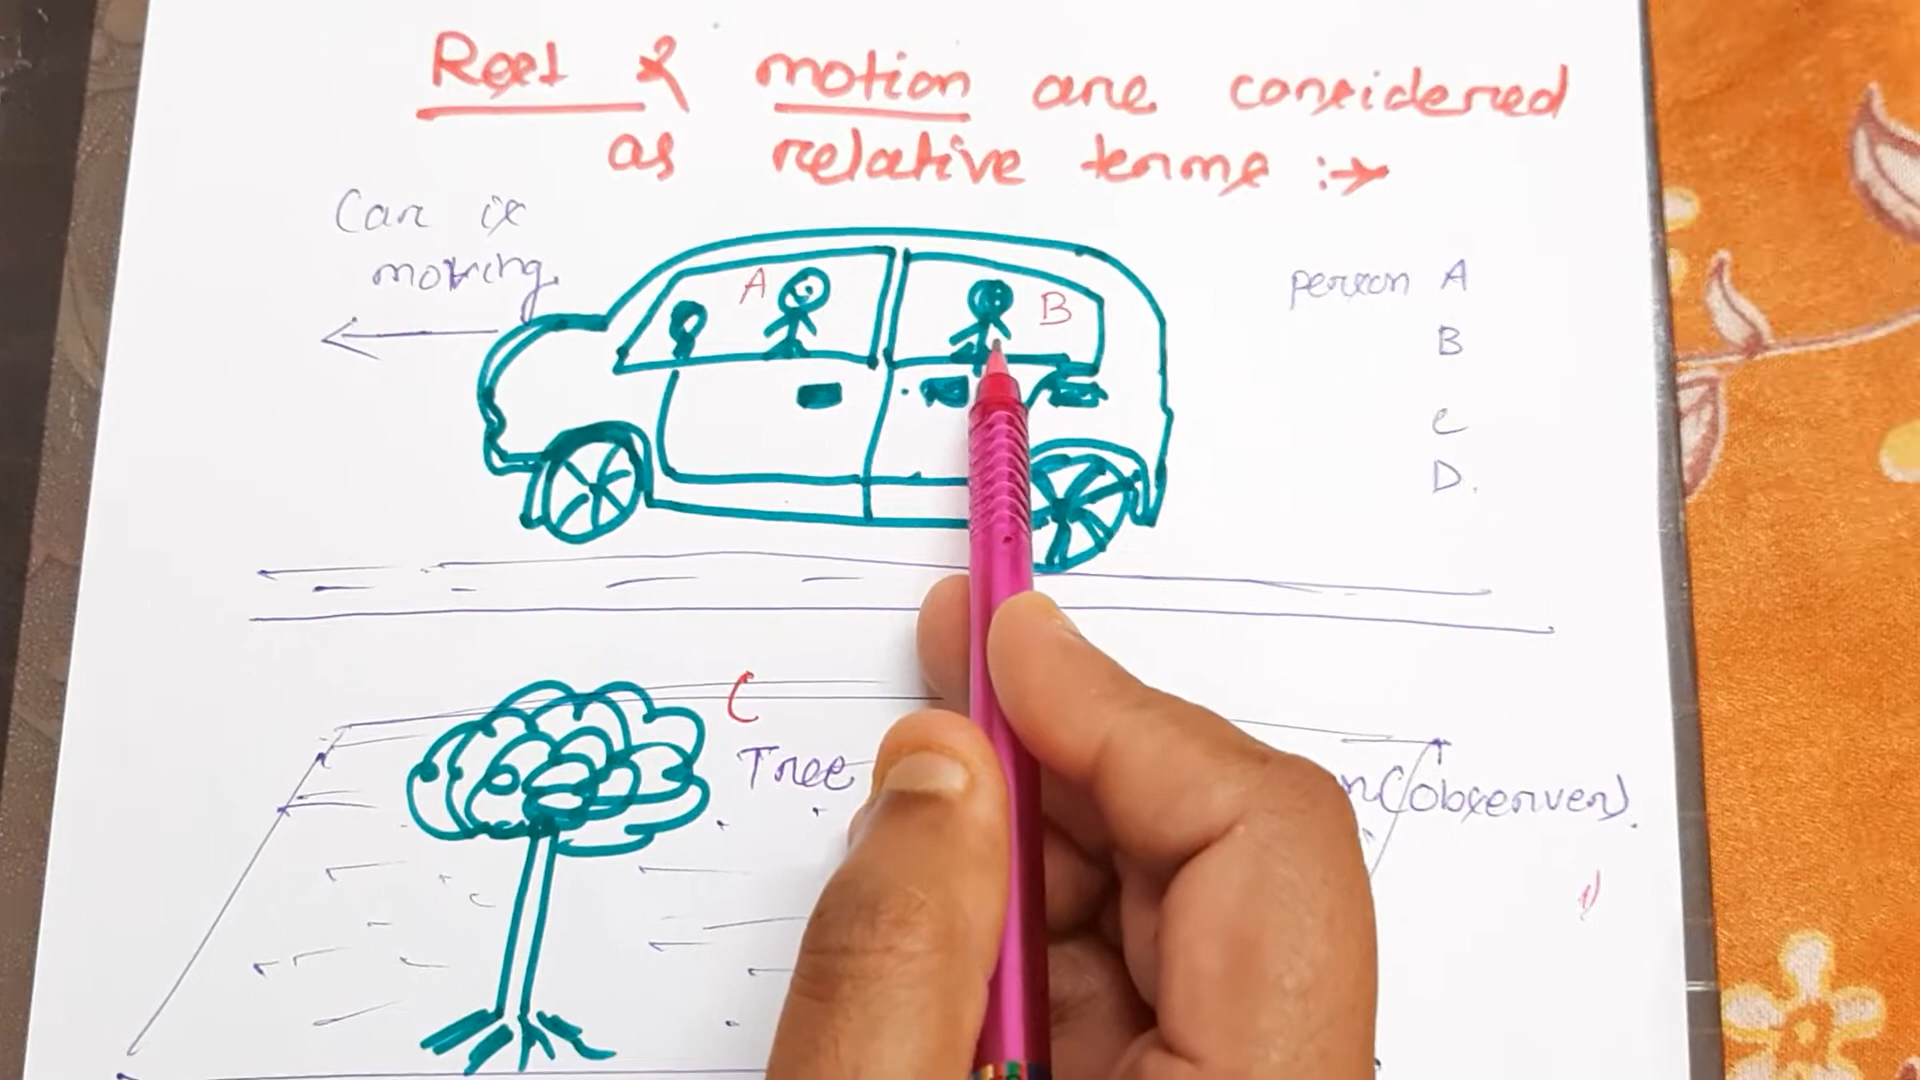 Rest & motion are considered
as relative terms :→
Car is
moving
A
B
person A
B
C
D.
C
Tree
(observer).